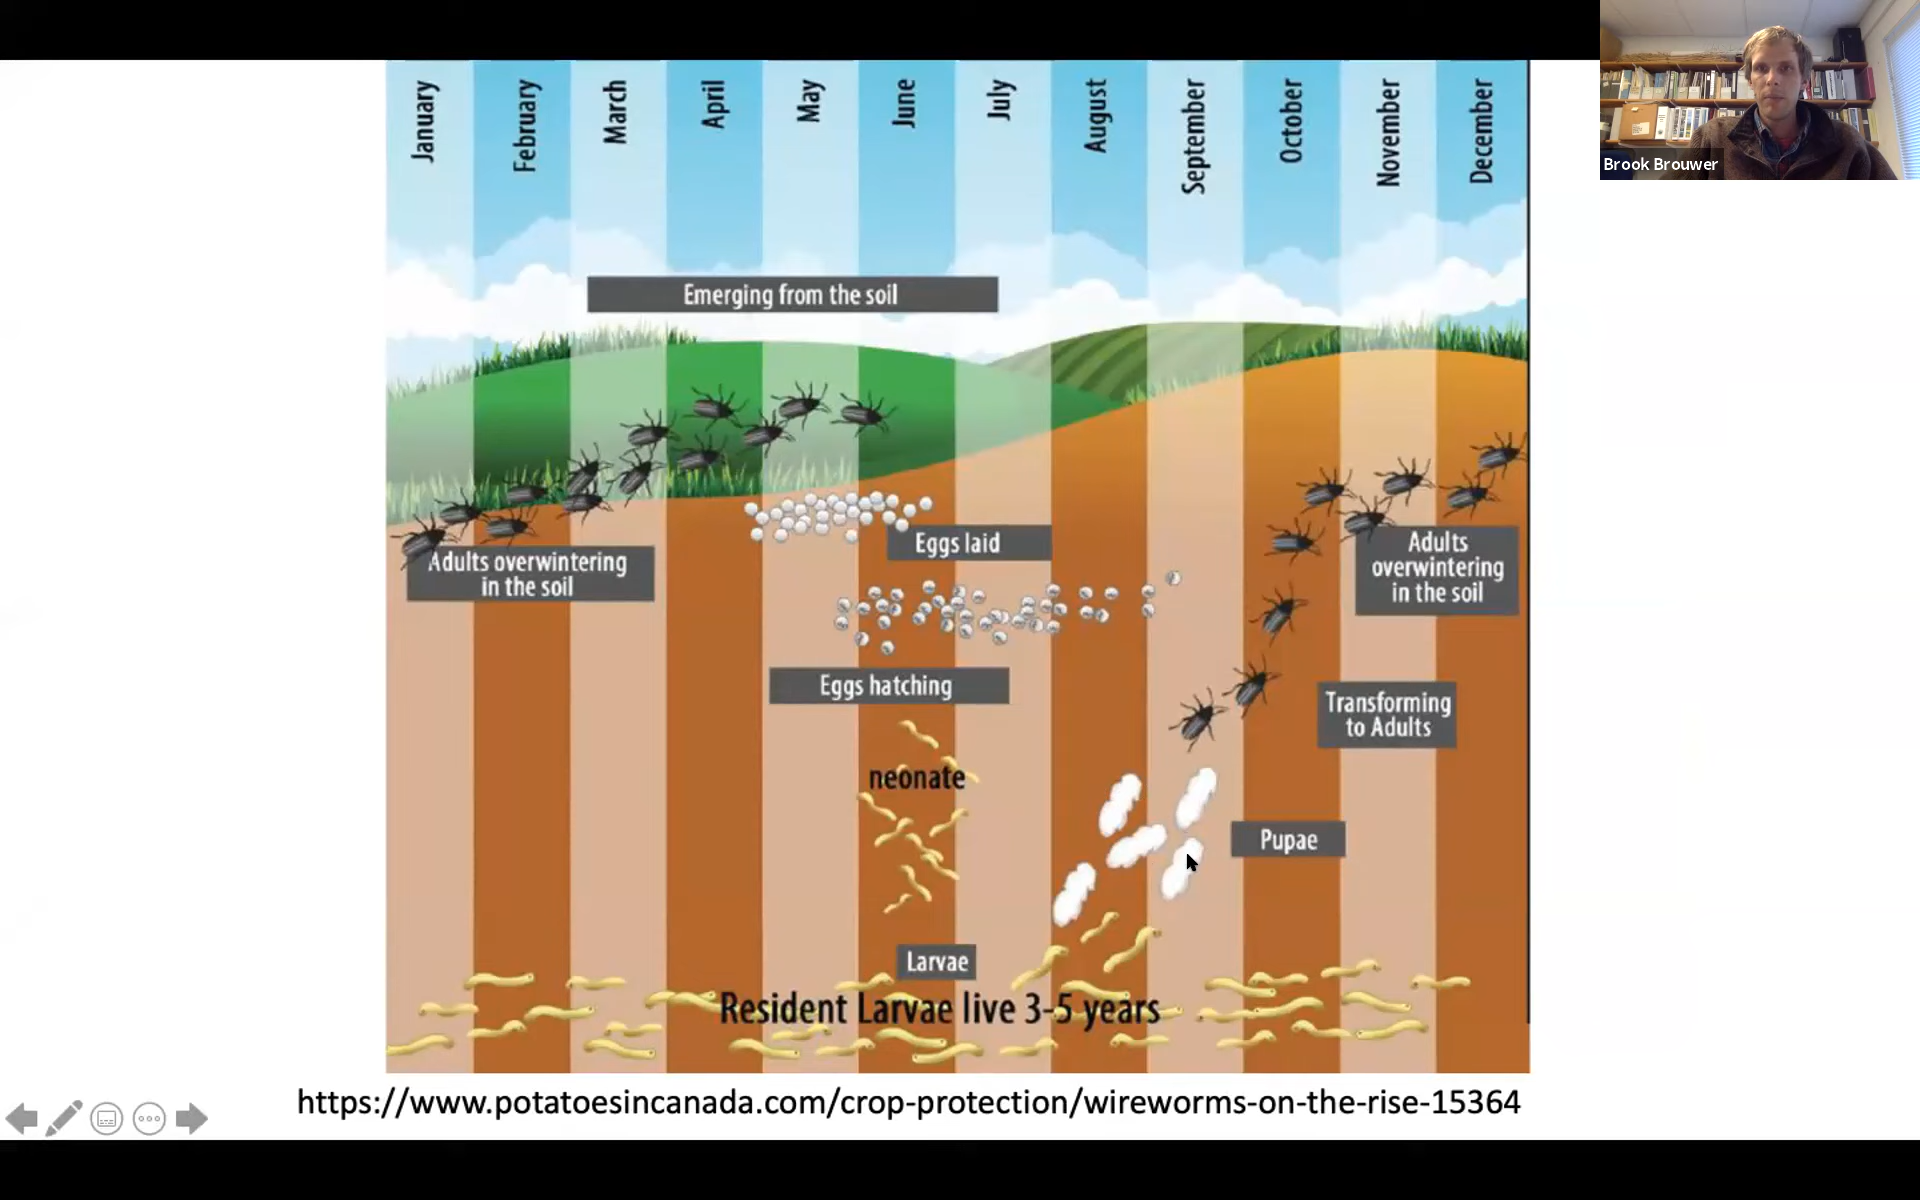 January
February
March
April
May
June
July
August
September
October
November
December
Brook Brouwer
Emerging from the soil
Adults overwintering
in the soil
Eggs laid
Adults
overwintering
in the soil
Eggs hatching
Transforming
to Adults
neonate
Pupae
Larvae
Resident Larvae live 3-5 years
https://www.potatoesincanada.com/crop-protection/wireworms-on-the-rise-15364